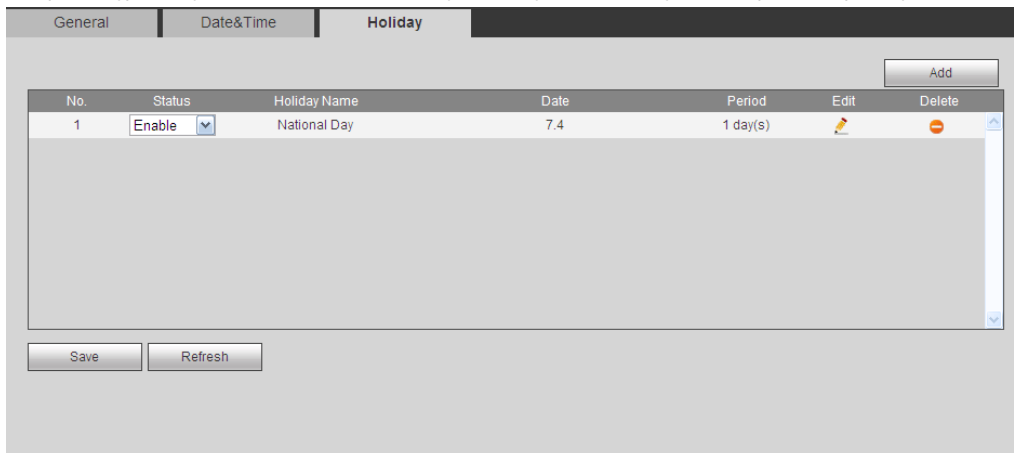 General Date&Time Holiday
Add
No. Status Holiday Name Date Period Edit Delete
1 Enable National Day 7.4 1 day(s)
Save Refresh